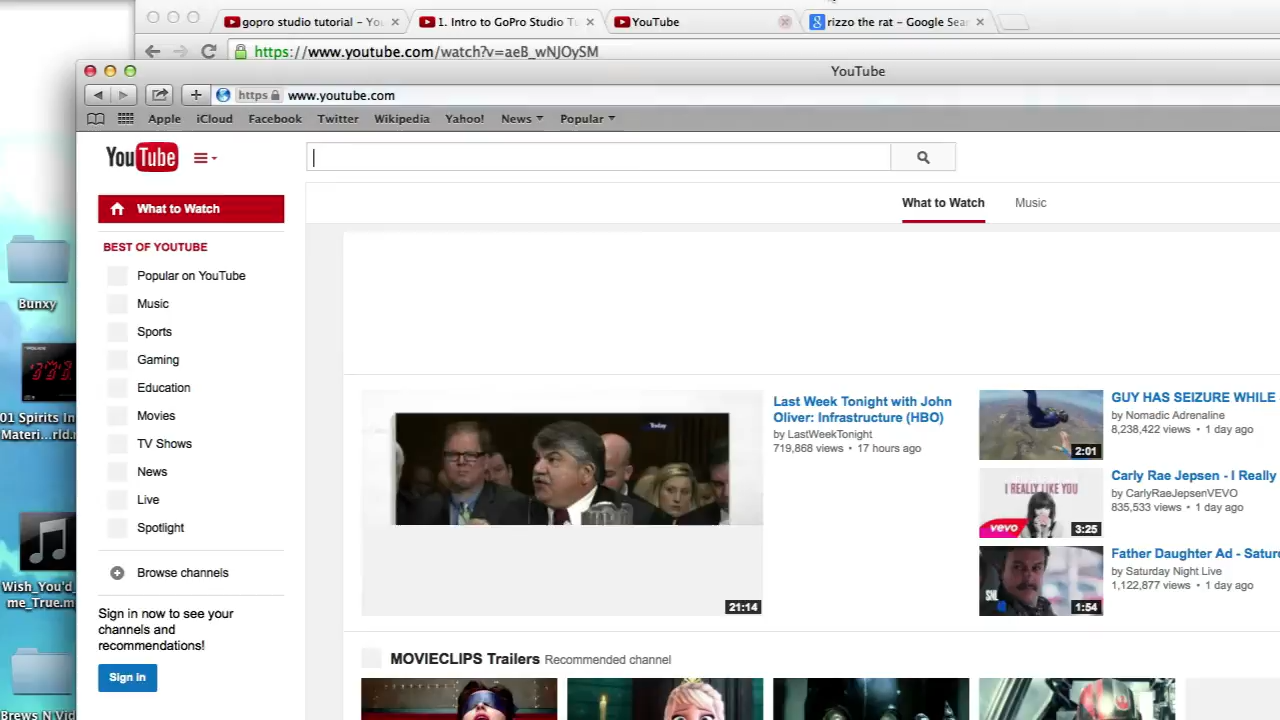 gopro studio tutorial - Yo
1. Intro to GoPro Studio Tu
YouTube
rizzo the rat - Google Sear
https://www.youtube.com/watch?v=aeB_wNJOySM
YouTube
https www.youtube.com
Apple iCloud Facebook Twitter Wikipedia Yahoo! News Popular
YouTube
What to Watch Music
What to Watch
BEST OF YOUTUBE
Popular on YouTube
Music
Sports
Gaming
Education
Movies
TV Shows
News
Live
Spotlight
Browse channels
Sign in now to see your
channels and
recommendations!
Sign in
Bunxy
01 Spirits In
Materi...rld.m
Wish_You'd_
me_True.m
Brews N Vid
Today
21:14
Last Week Tonight with John
Oliver: Infrastructure (HBO)
by LastWeekTonight
719,868 views • 17 hours ago
2:01
GUY HAS SEIZURE WHILE
by Nomadic Adrenaline
8,238,422 views • 1 day ago
I REALLY LIKE YOU
vevo
3:25
Carly Rae Jepsen - I Really
by CarlyRaeJepsenVEVO
835,533 views • 1 day ago
SNL
1:54
Father Daughter Ad - Satur
by Saturday Night Live
1,122,877 views • 1 day ago
MOVIECLIPS Trailers Recommended channel